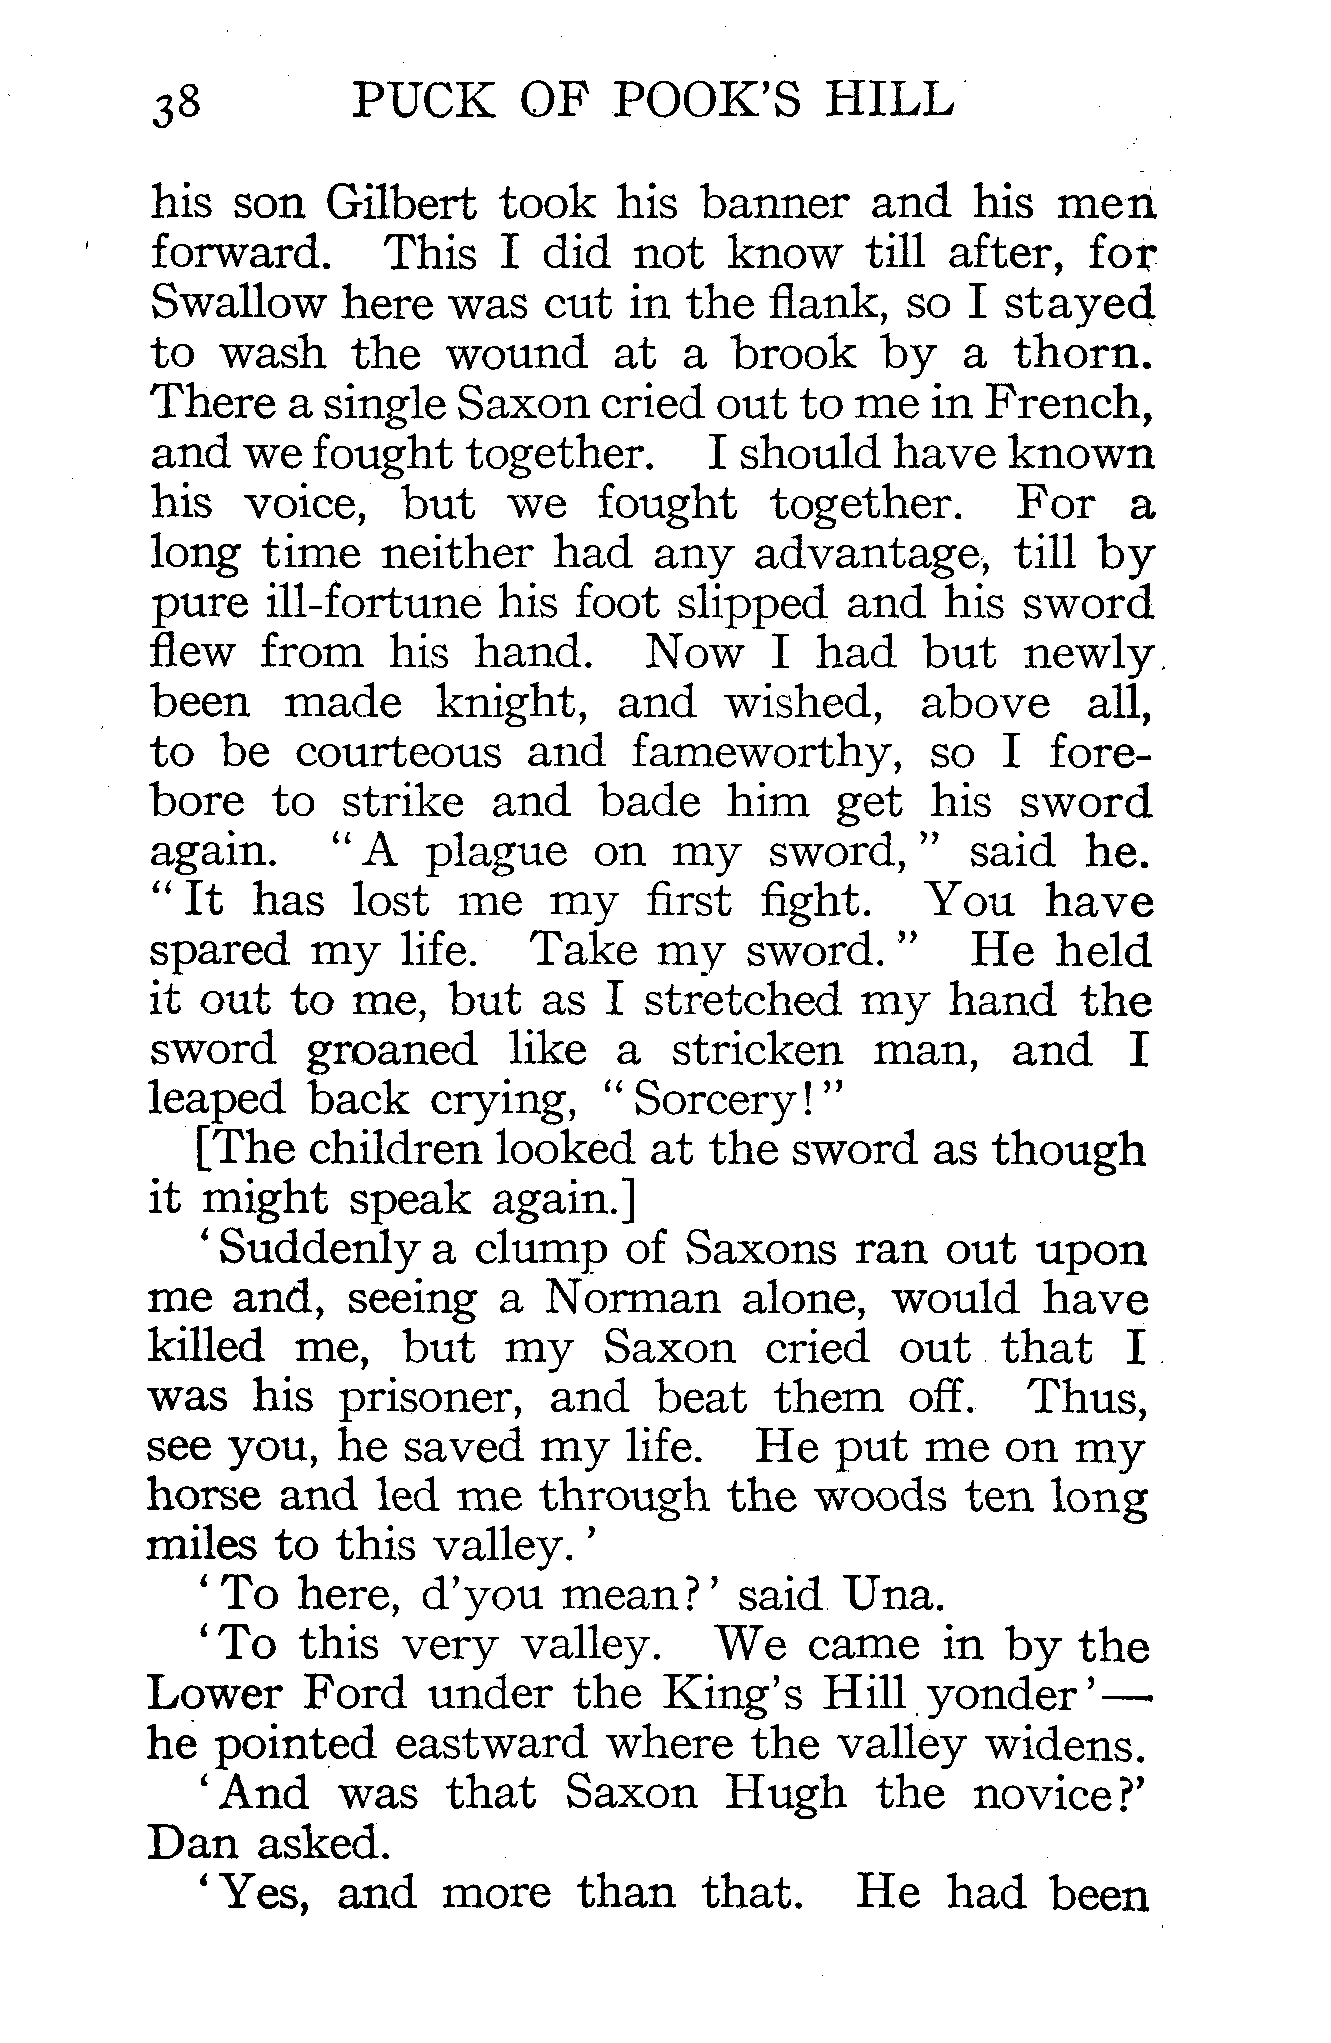 38 PUCK OF POOK'S HILL
his son Gilbert took his banner and his men
forward. This I did not know till after, for
Swallow here was cut in the flank, so I stayed
to wash the wound at a brook by a thorn.
There a single Saxon cried out to me in French,
and we fought together. I should have known
his voice, but we fought together. For a
long time neither had any advantage, till by
pure ill-fortune his foot slipped and his sword
flew from his hand. Now I had but newly
been made knight, and wished, above all,
to be courteous and fameworthy, so I fore-
bore to strike and bade him get his sword
again. “A plague on my sword,” said he.
“It has lost me my first fight. You have
spared my life. Take my sword.” He held
it out to me, but as I stretched my hand the
sword groaned like a stricken man, and I
leaped back crying, “Sorcery!”
[The children looked at the sword as though
it might speak again.]
‘Suddenly a clump of Saxons ran out upon
me and, seeing a Norman alone, would have
killed me, but my Saxon cried out that I
was his prisoner, and beat them off. Thus,
see you, he saved my life. He put me on my
horse and led me through the woods ten long
miles to this valley.’
‘To here, d'you mean?’ said Una.
‘To this very valley. We came in by the
Lower Ford under the King's Hill yonder’—
he pointed eastward where the valley widens.
‘And was that Saxon Hugh the novice?’
Dan asked.
‘Yes, and more than that. He had been